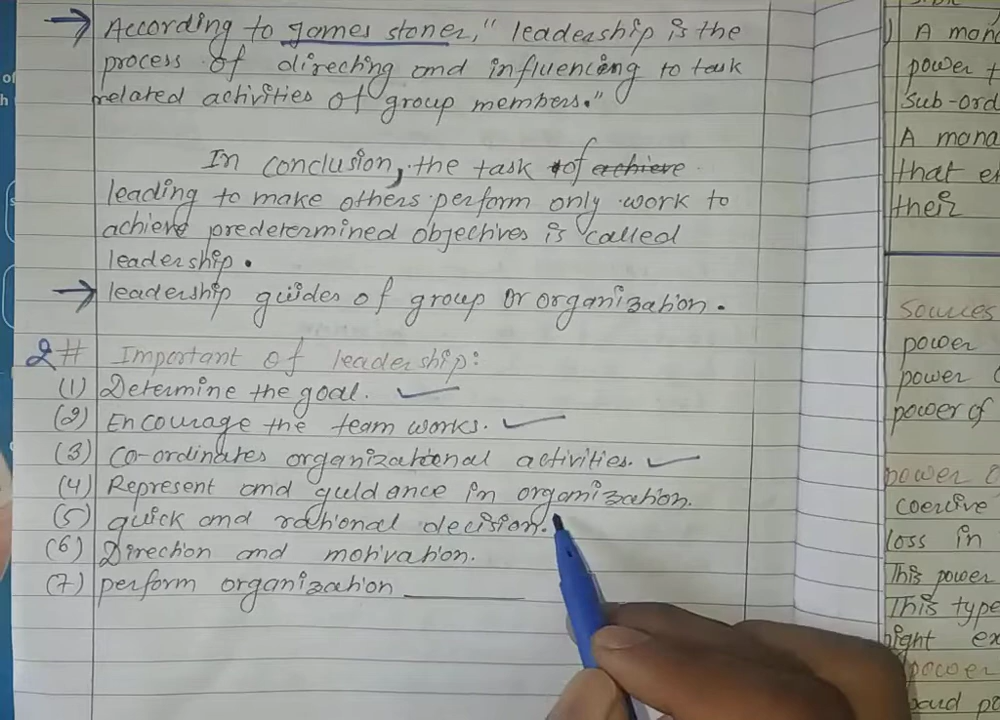 → According to games stoner," leadership is the
process of directing and influencing to task
related activities of group members."
In conclusion, the task of achieve
leading to make others perform only work to
achieve predetermined objectives is called
leadership.
→ leadership guides of group or organization.
2# Important of leadership:
(1) Determine the goal.
(2) Encourage the team works.
(3) co-ordinates organizational activities.
(4) Represent and guidance in organization.
(5) quick and rational decision.
(6) Direction and motivation.
(7) perform organization
A mana
power
sub-ord
A mana
that
their
sources
power
power
power of
power
coercive
loss in
This power
This type
ex
power